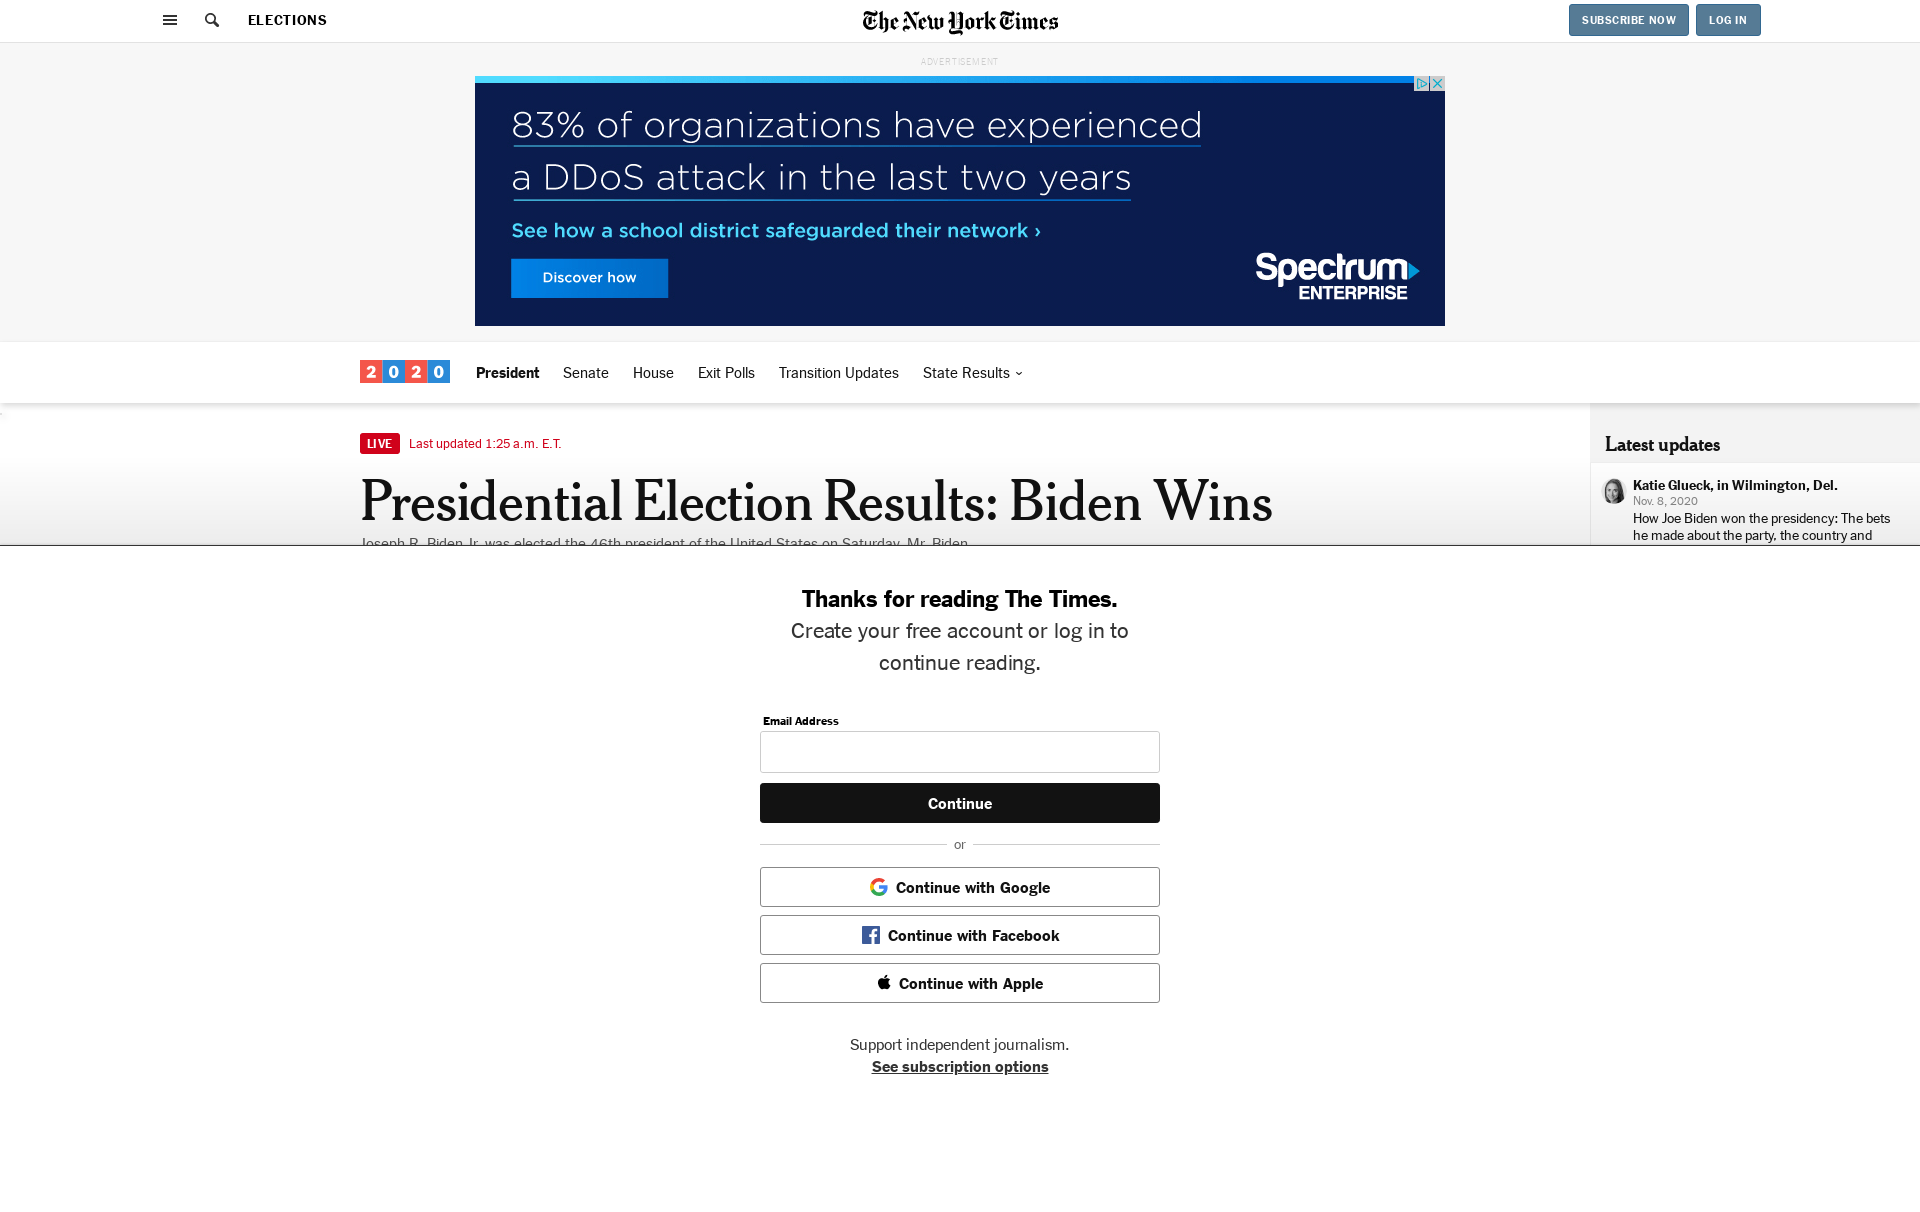 ELECTIONS
The New York Times
SUBSCRIBE NOW
LOG IN
ADVERTISEMENT
83% of organizations have experienced
a DDoS attack in the last two years
See how a school district safeguarded their network ›
Discover how
Spectrum
ENTERPRISE
2020
President
Senate
House
Exit Polls
Transition Updates
State Results
LIVE
Last updated 1:25 a.m. E.T.
Presidential Election Results: Biden Wins
Joseph R. Biden Jr. was elected the 46th president of the United States on Saturday. Mr. Biden
Latest updates
Katie Glueck, in Wilmington, Del.
Nov. 8, 2020
How Joe Biden won the presidency: The bets
he made about the party, the country and
Thanks for reading The Times.
Create your free account or log in to
continue reading.
Email Address
Continue
or
Continue with Google
Continue with Facebook
Continue with Apple
Support independent journalism.
See subscription options